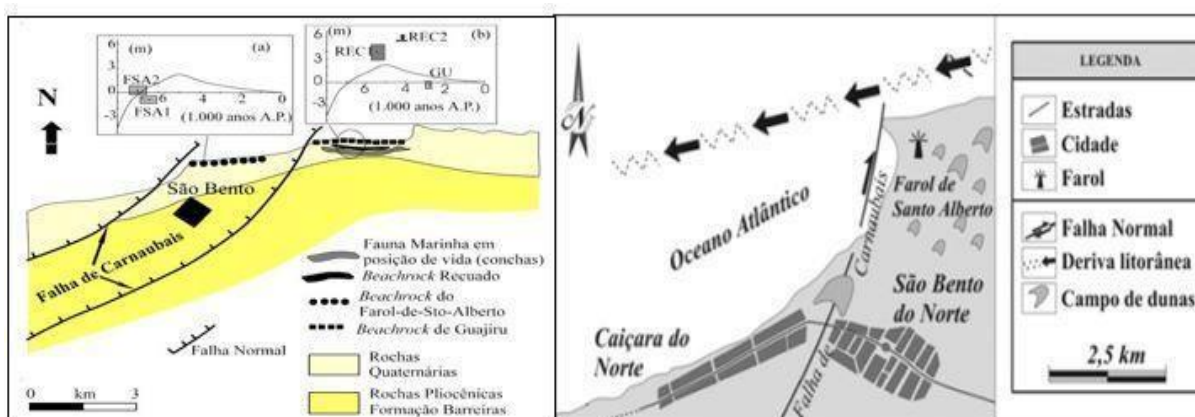 (m)
(a)
6
3
0
-3
FSA2
FSA1
6
4
2
0
(1.000 anos A.P.)
(m)
(b)
6
3
0
-3
REC1
REC2
GU
6
4
2
0
(1.000 anos A.P.)
N
São Bento
Falha de Carnaubais
Falha Normal
0 km 3
Fauna Marinha em
posição de vida (conchas)
Beachrock Recuado
Beachrock do
Farol-de-Sto-Alberto
Beachrock de Guajiru
Rochas
Quaternárias
Rochas Pliocênicas
Formação Barreiras
N
Oceano Atlântico
Farol de
Santo Alberto
São Bento
do Norte
Caiçara do
Norte
Falha de Carnaubais
LEGENDA
Estradas
Cidade
Farol
Falha Normal
Deriva litorânea
Campo de dunas
2,5 km